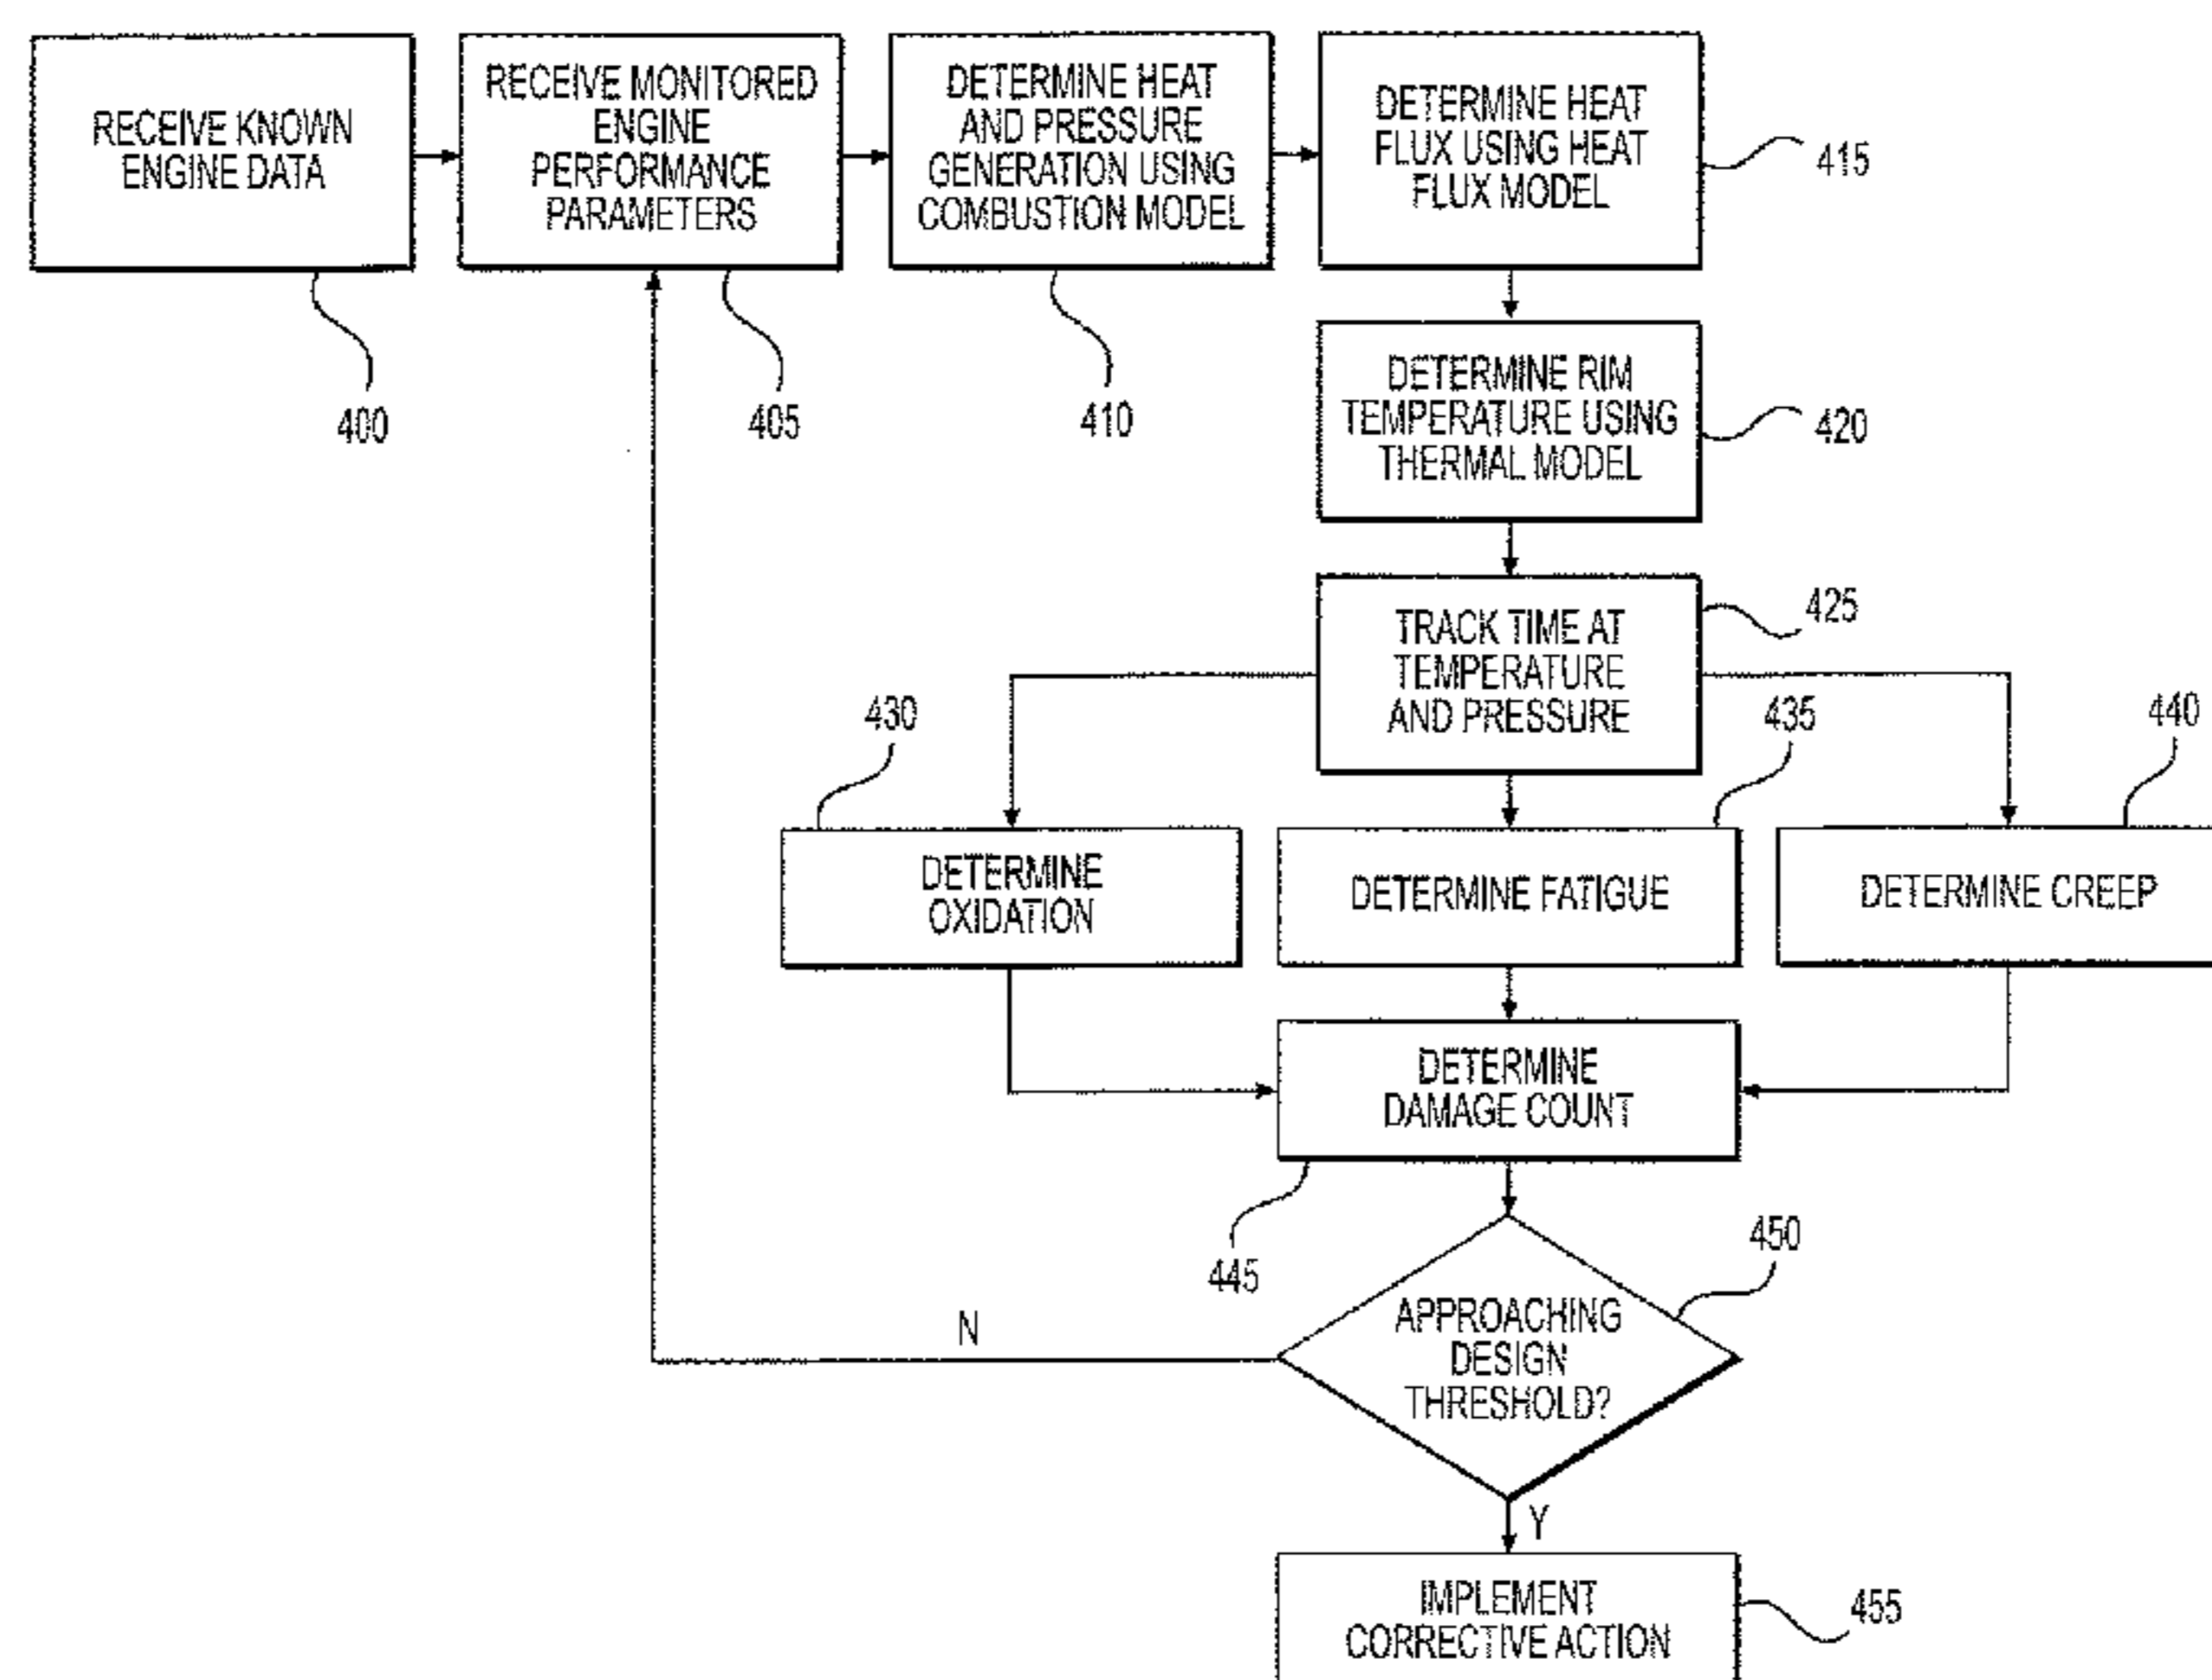 RECEIVE KNOWN
ENGINE DATA
400
RECEIVE MONITORED
ENGINE
PERFORMANCE
PARAMETERS
405
DETERMINE HEAT
AND PRESSURE
GENERATION USING
COMBUSTION MODEL
410
DETERMINE HEAT
FLUX USING HEAT
FLUX MODEL
415
DETERMINE RIM
TEMPERATURE USING
THERMAL MODEL
420
TRACK TIME AT
TEMPERATURE
AND PRESSURE
425
430
DETERMINE
OXIDATION
435
DETERMINE FATIGUE
440
DETERMINE CREEP
DETERMINE
DAMAGE COUNT
445
APPROACHING
DESIGN
THRESHOLD?
450
N
Y
IMPLEMENT
CORRECTIVE ACTION
455